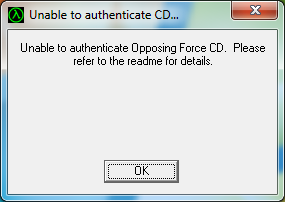 Unable to authenticate CD...
Unable to authenticate Opposing Force CD.  Please
refer to the readme for details.
OK